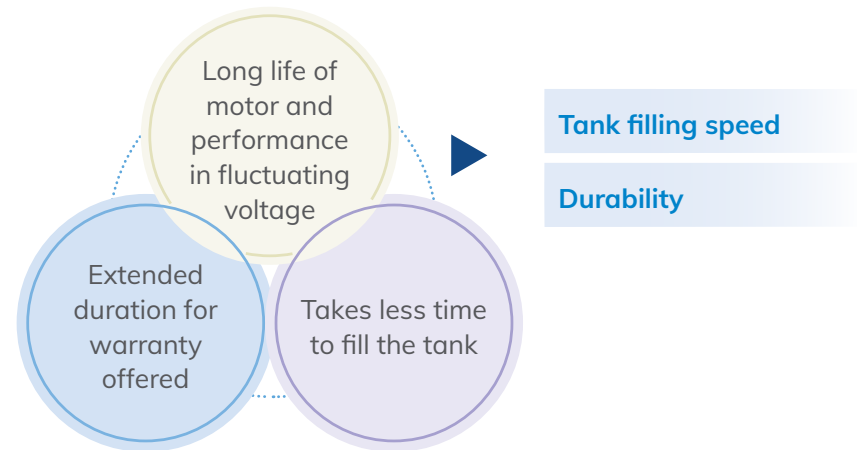 Long life of
motor and
performance
in fluctuating
voltage
Extended
duration for
warranty
offered
Takes less time
to fill the tank
Tank filling speed
Durability